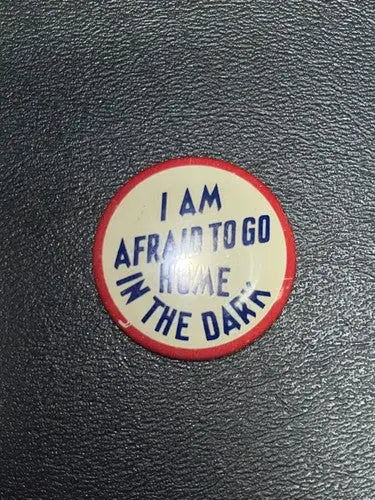 I AM
AFRAID TO GO
HOME
IN THE DARK